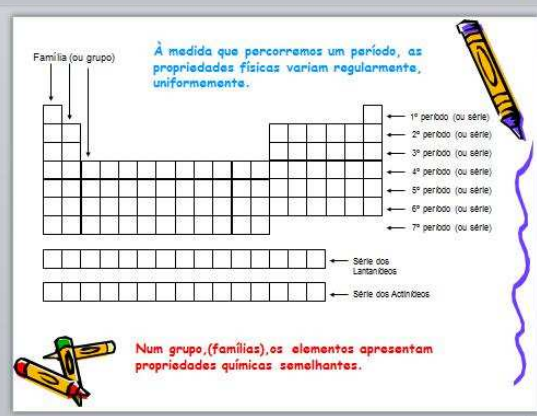 À medida que percorremos um período, as
propriedades físicas variam regularmente,
uniformemente.
Família (ou grupo)
1º período (ou série)
2º período (ou série)
3º período (ou série)
4º período (ou série)
5º período (ou série)
6º período (ou série)
7º período (ou série)
Série dos
Lantanídeos
Série dos Actinídeos
Num grupo,(famílias),os elementos apresentam
propriedades químicas semelhantes.